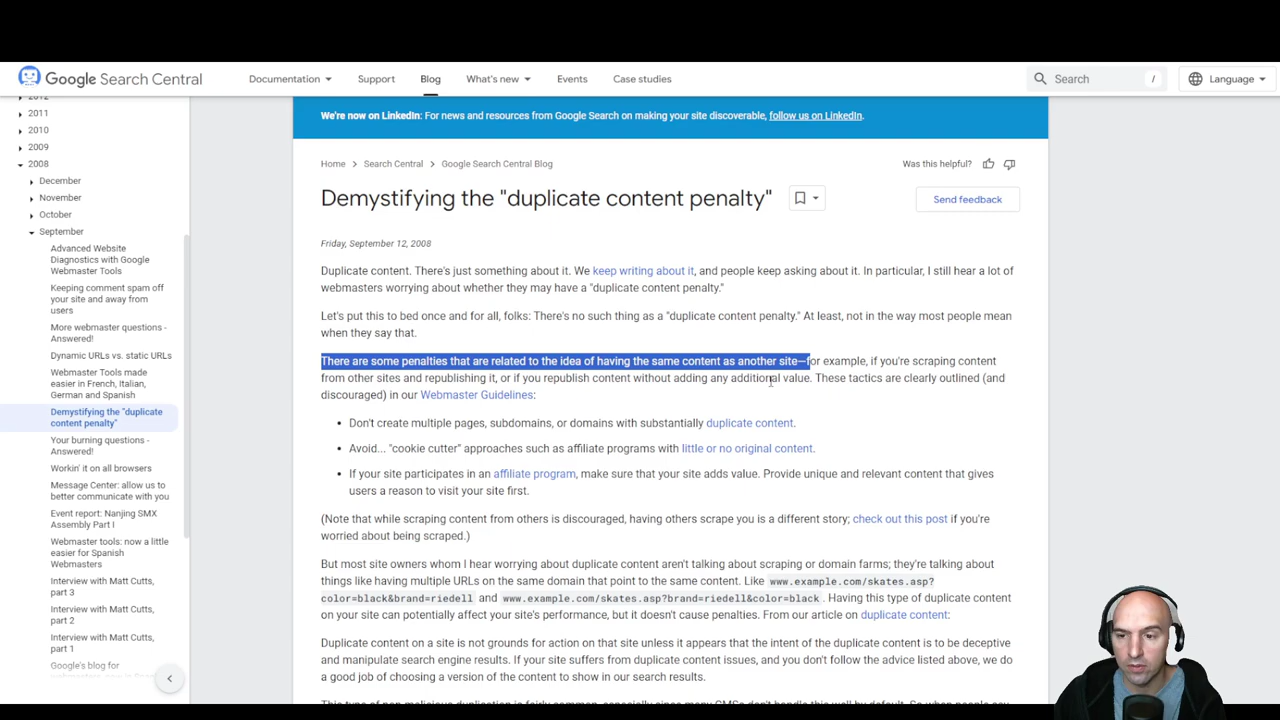 Google Search Central
Documentation
Support
Blog
What's new
Events
Case studies
Search
/
Language
2011
2010
2009
2008
December
November
October
September
Advanced Website
Diagnostics with Google
Webmaster Tools
Keeping comment spam off
your site and away from
users
More webmaster questions -
Answered!
Dynamic URLs vs. static URLs
Webmaster Tools made
easier in French, Italian,
German and Spanish
Demystifying the "duplicate
content penalty"
Your burning questions -
Answered!
Workin' it on all browsers
Message Center: allow us to
better communicate with you
Event report: Nanjing SMX
Assembly Part I
Webmaster tools: now a little
easier for Spanish
Webmasters
Interview with Matt Cutts,
part 3
Interview with Matt Cutts,
part 2
Interview with Matt Cutts,
part 1
Google's blog for
We're now on LinkedIn: For news and resources from Google Search on making your site discoverable, follow us on LinkedIn.
Home > Search Central > Google Search Central Blog
Was this helpful?
Demystifying the "duplicate content penalty"
Send feedback
Friday, September 12, 2008
Duplicate content. There's just something about it. We keep writing about it, and people keep asking about it. In particular, I still hear a lot of
webmasters worrying about whether they may have a "duplicate content penalty."
Let's put this to bed once and for all, folks: There's no such thing as a "duplicate content penalty." At least, not in the way most people mean
when they say that.
There are some penalties that are related to the idea of having the same content as another site—for example, if you're scraping content
from other sites and republishing it, or if you republish content without adding any additional value. These tactics are clearly outlined (and
discouraged) in our Webmaster Guidelines:
• Don't create multiple pages, subdomains, or domains with substantially duplicate content.
• Avoid... "cookie cutter" approaches such as affiliate programs with little or no original content.
• If your site participates in an affiliate program, make sure that your site adds value. Provide unique and relevant content that gives
users a reason to visit your site first.
(Note that while scraping content from others is discouraged, having others scrape you is a different story; check out this post if you're
worried about being scraped.)
But most site owners whom I hear worrying about duplicate content aren't talking about scraping or domain farms; they're talking about
things like having multiple URLs on the same domain that point to the same content. Like www.example.com/skates.asp?
color=black&brand=riedell and www.example.com/skates.asp?brand=riedell&color=black. Having this type of duplicate content
on your site can potentially affect your site's performance, but it doesn't cause penalties. From our article on duplicate content:
Duplicate content on a site is not grounds for action on that site unless it appears that the intent of the duplicate content is to be deceptive
and manipulate search engine results. If your site suffers from duplicate content issues, and you don't follow the advice listed above, we do
a good job of choosing a version of the content to show in our search results.